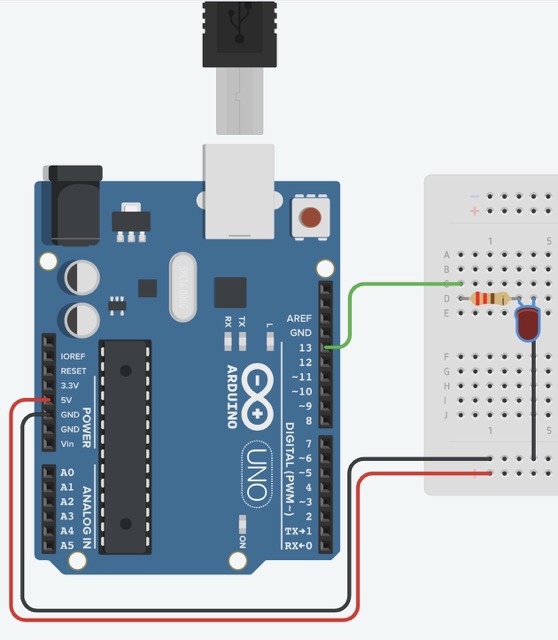 AREF
GND
RX
TX
L
13
12
~11
~10
~9
8
IOREF
RESET
3.3V
5V
GND
GND
Vin
POWER
ARDUINO
UNO
DIGITAL (PWM~)
7
~6
~5
4
~3
2
TX→1
RX←0
A0
A1
A2
A3
A4
A5
ANALOG IN
ON
1
5
A
B
C
D
E
F
G
H
I
J
1
5